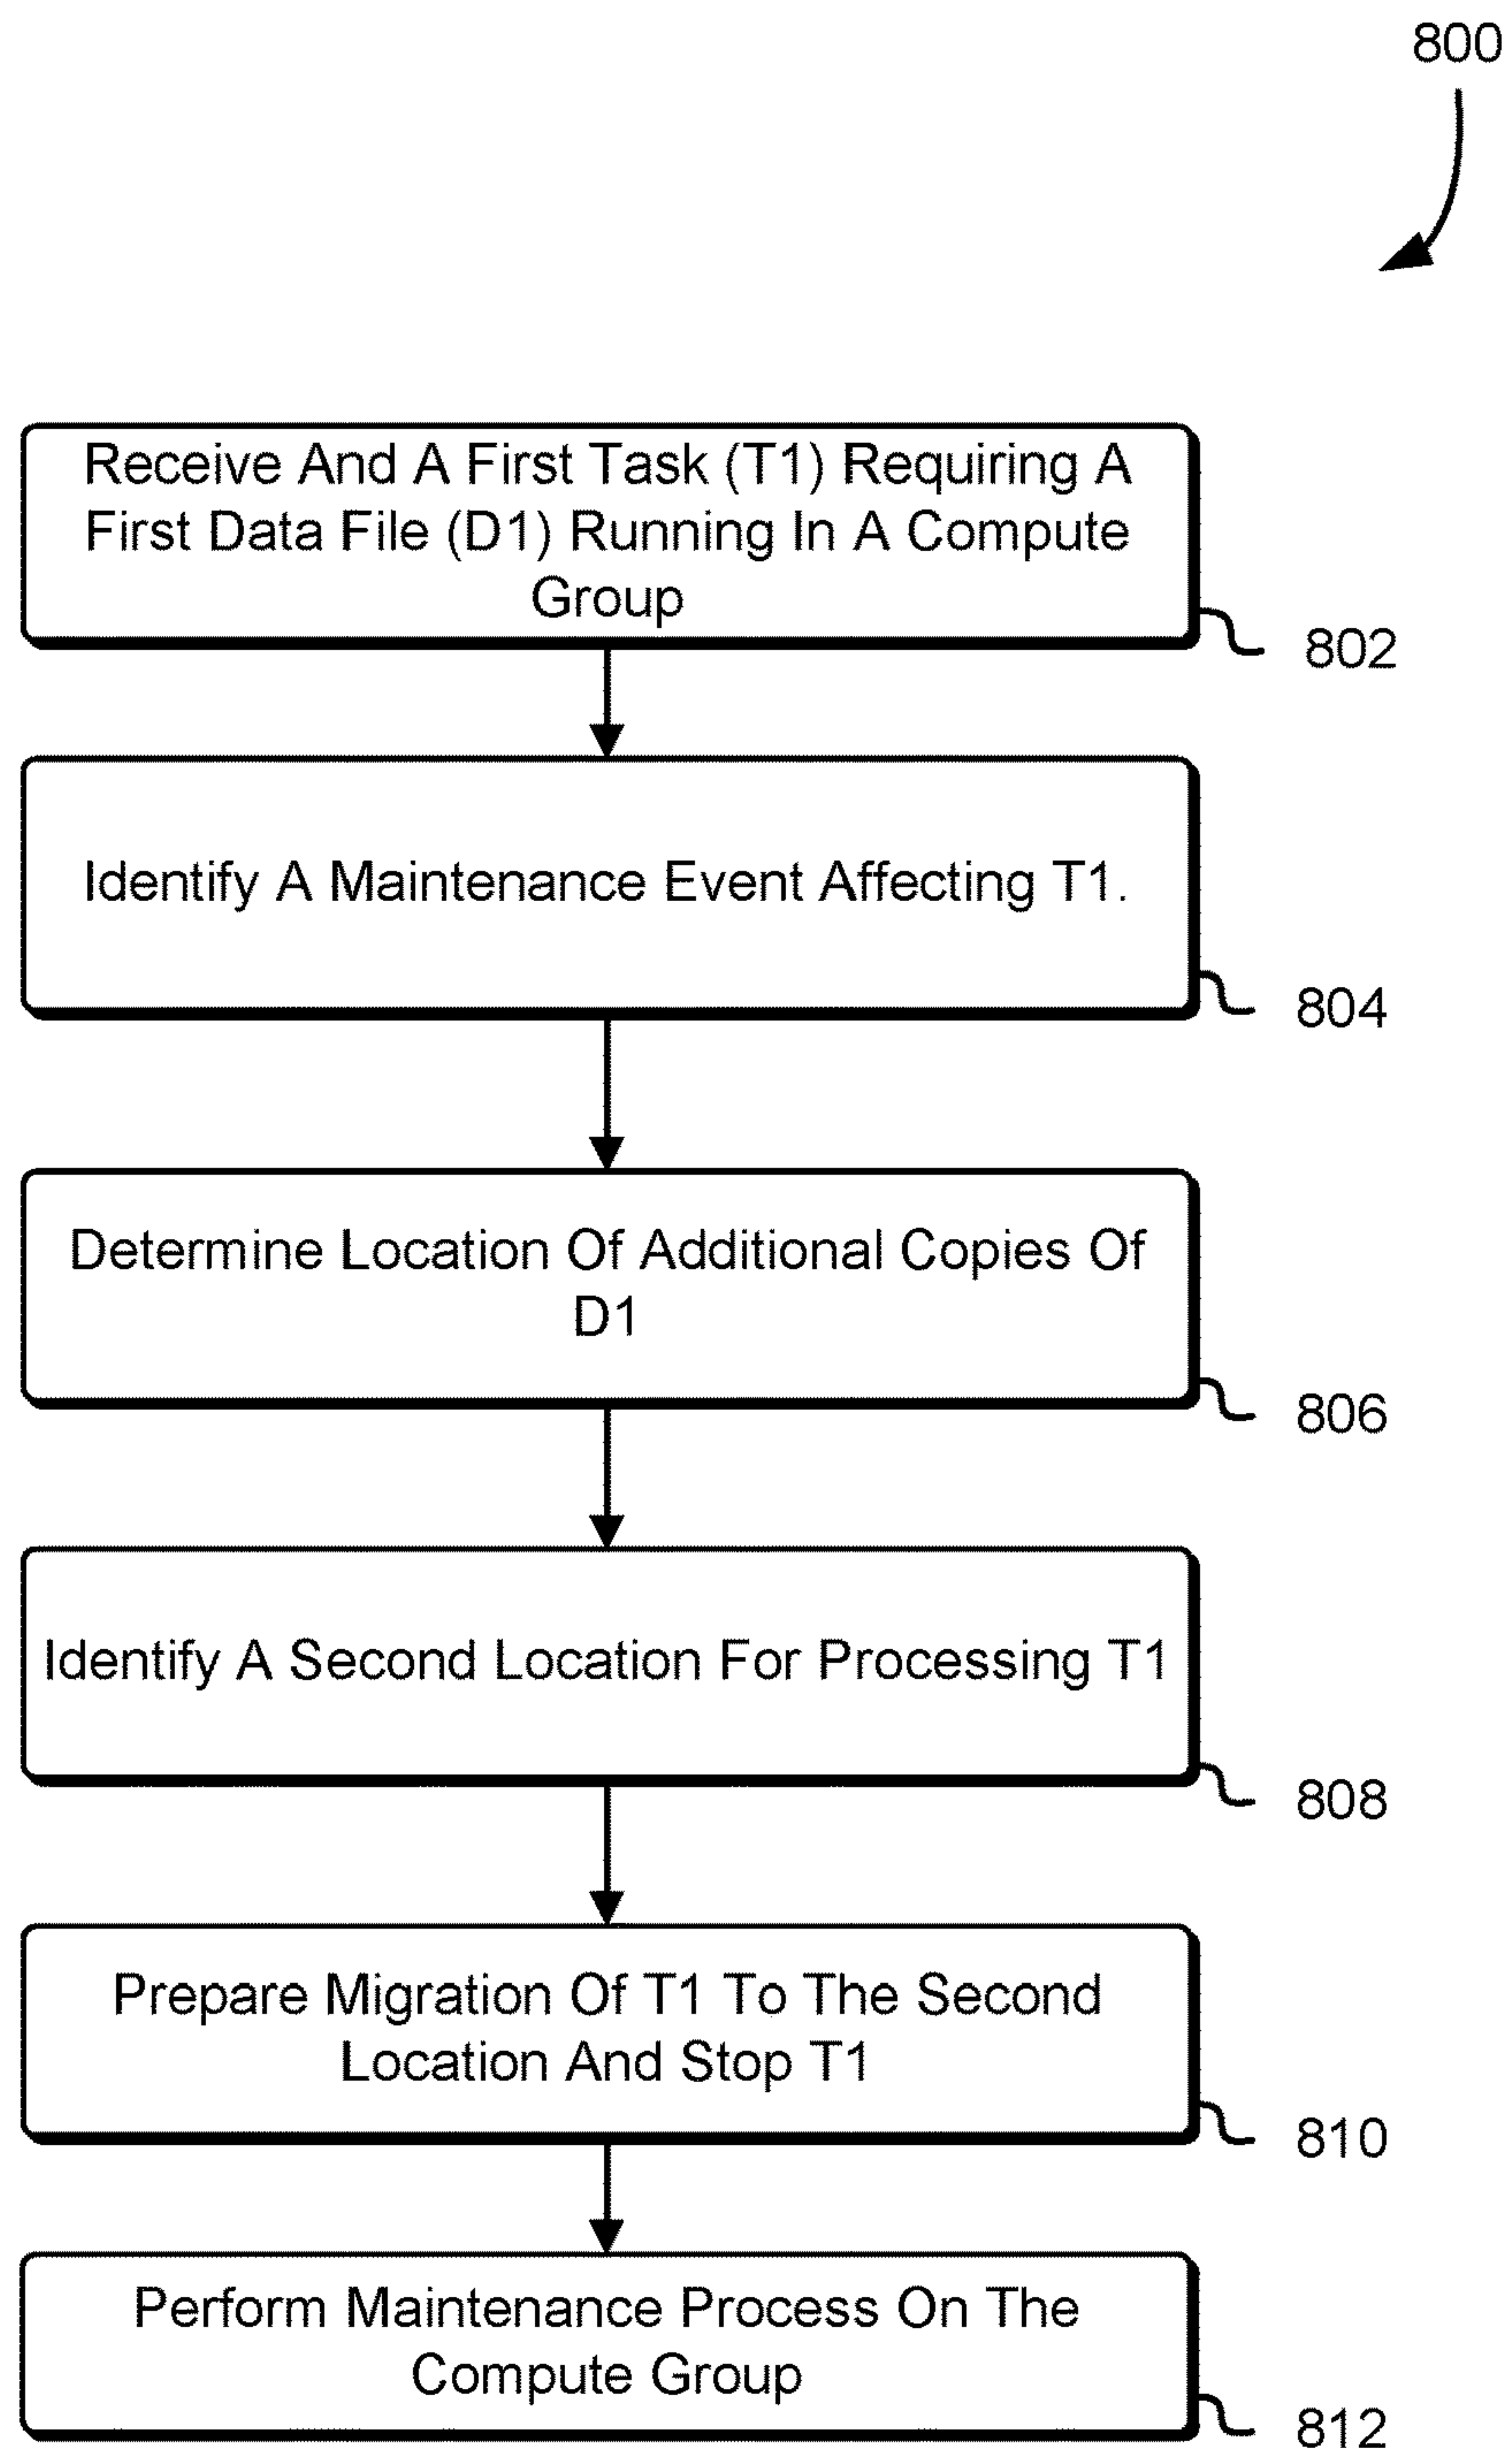 800
Receive And A First Task (T1) Requiring A
First Data File (D1) Running In A Compute
Group
802
Identify A Maintenance Event Affecting T1.
804
Determine Location Of Additional Copies Of
D1
806
Identify A Second Location For Processing T1
808
Prepare Migration Of T1 To The Second
Location And Stop T1
810
Perform Maintenance Process On The
Compute Group
812